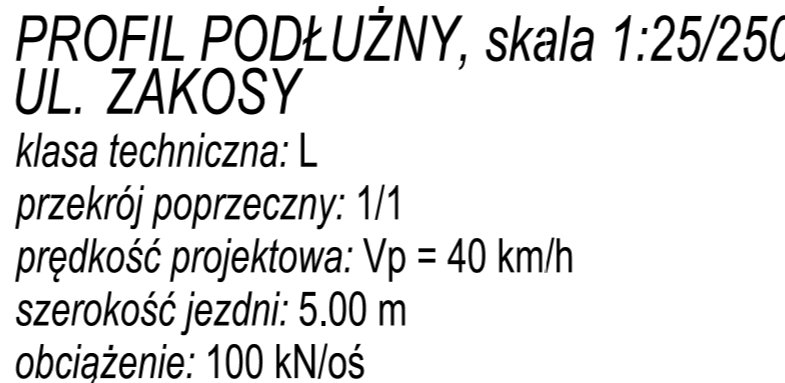 PROFIL PODŁUŻNY, skala 1:25/250
UL. ZAKOSY
klasa techniczna: L
przekrój poprzeczny: 1/1
prędkość projektowa: Vp = 40 km/h
szerokość jezdni: 5.00 m
obciążenie: 100 kN/oś